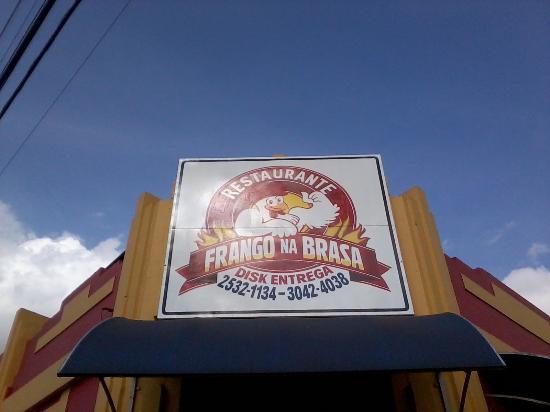 RESTAURANTE
FRANGO NA BRASA
DISK ENTREGA
2532-1134 - 3042-4038